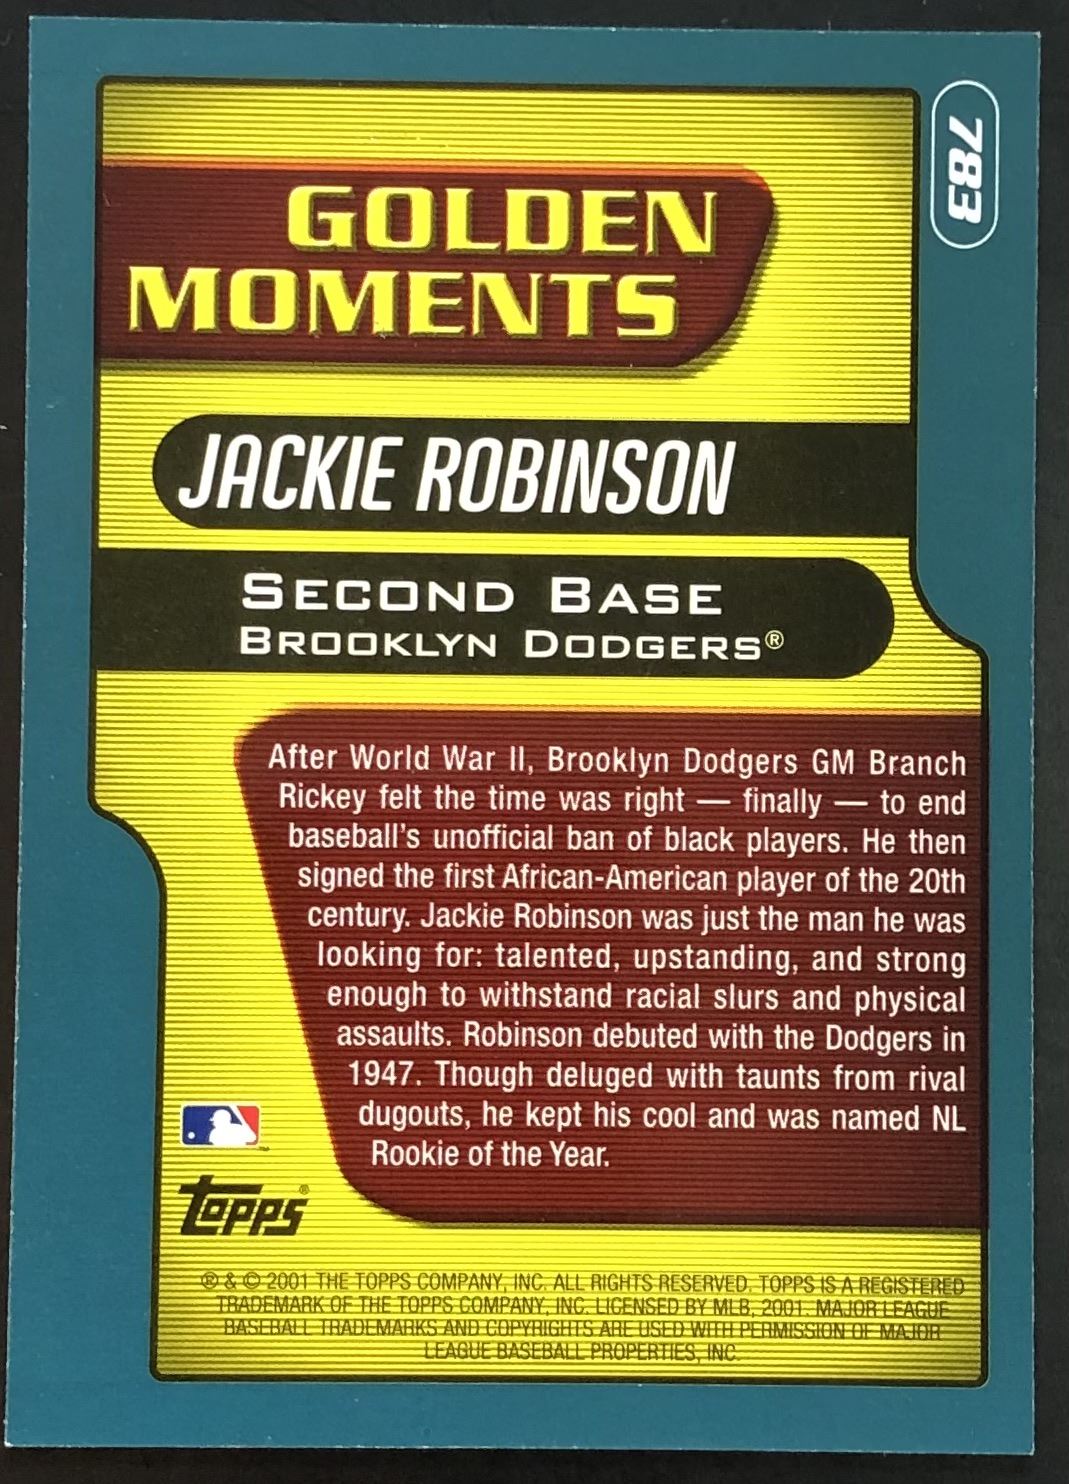 783
GOLDEN
MOMENTS
JACKIE ROBINSON
SECOND BASE
BROOKLYN DODGERS®
After World War II, Brooklyn Dodgers GM Branch
Rickey felt the time was right — finally — to end
baseball's unofficial ban of black players. He then
signed the first African-American player of the 20th
century. Jackie Robinson was just the man he was
looking for: talented, upstanding, and strong
enough to withstand racial slurs and physical
assaults. Robinson debuted with the Dodgers in
1947. Though deluged with taunts from rival
dugouts, he kept his cool and was named NL
Rookie of the Year.
™
topps®
® & © 2001 THE TOPPS COMPANY, INC. ALL RIGHTS RESERVED. TOPPS IS A REGISTERED
TRADEMARK OF THE TOPPS COMPANY, INC. LICENSED BY MLB, 2001. MAJOR LEAGUE
BASEBALL TRADEMARKS AND COPYRIGHTS ARE USED WITH PERMISSION OF MAJOR
LEAGUE BASEBALL PROPERTIES, INC.